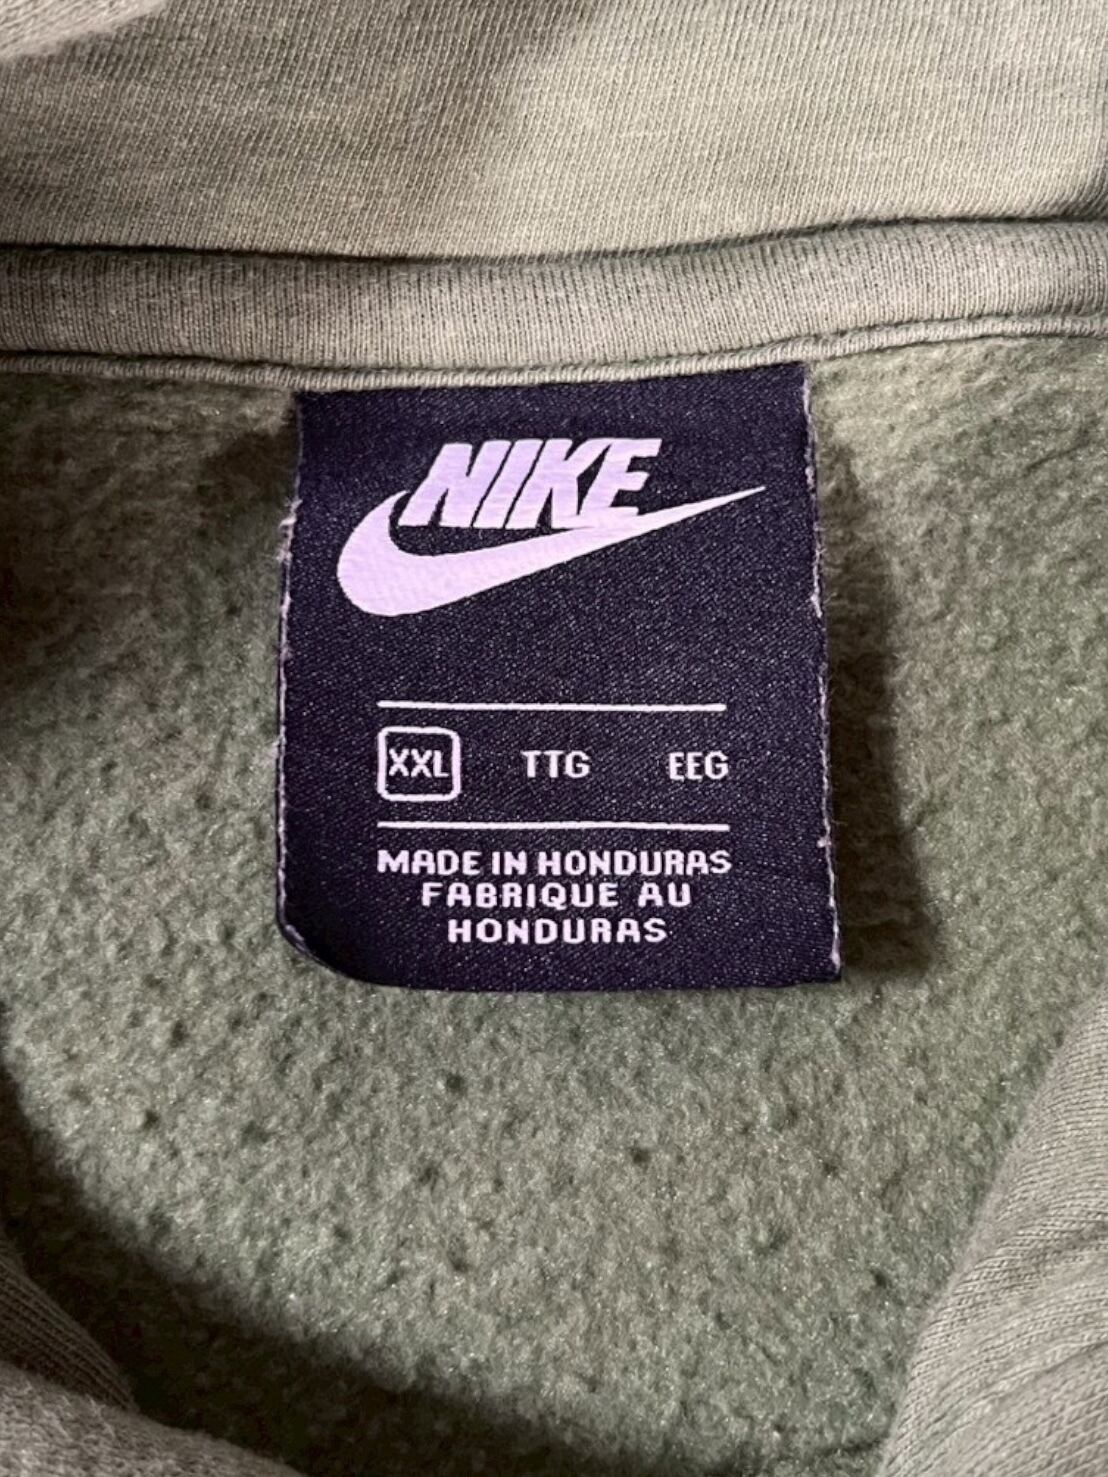 NIKE
XXL TTG EEG
MADE IN HONDURAS
FABRIQUE AU
HONDURAS